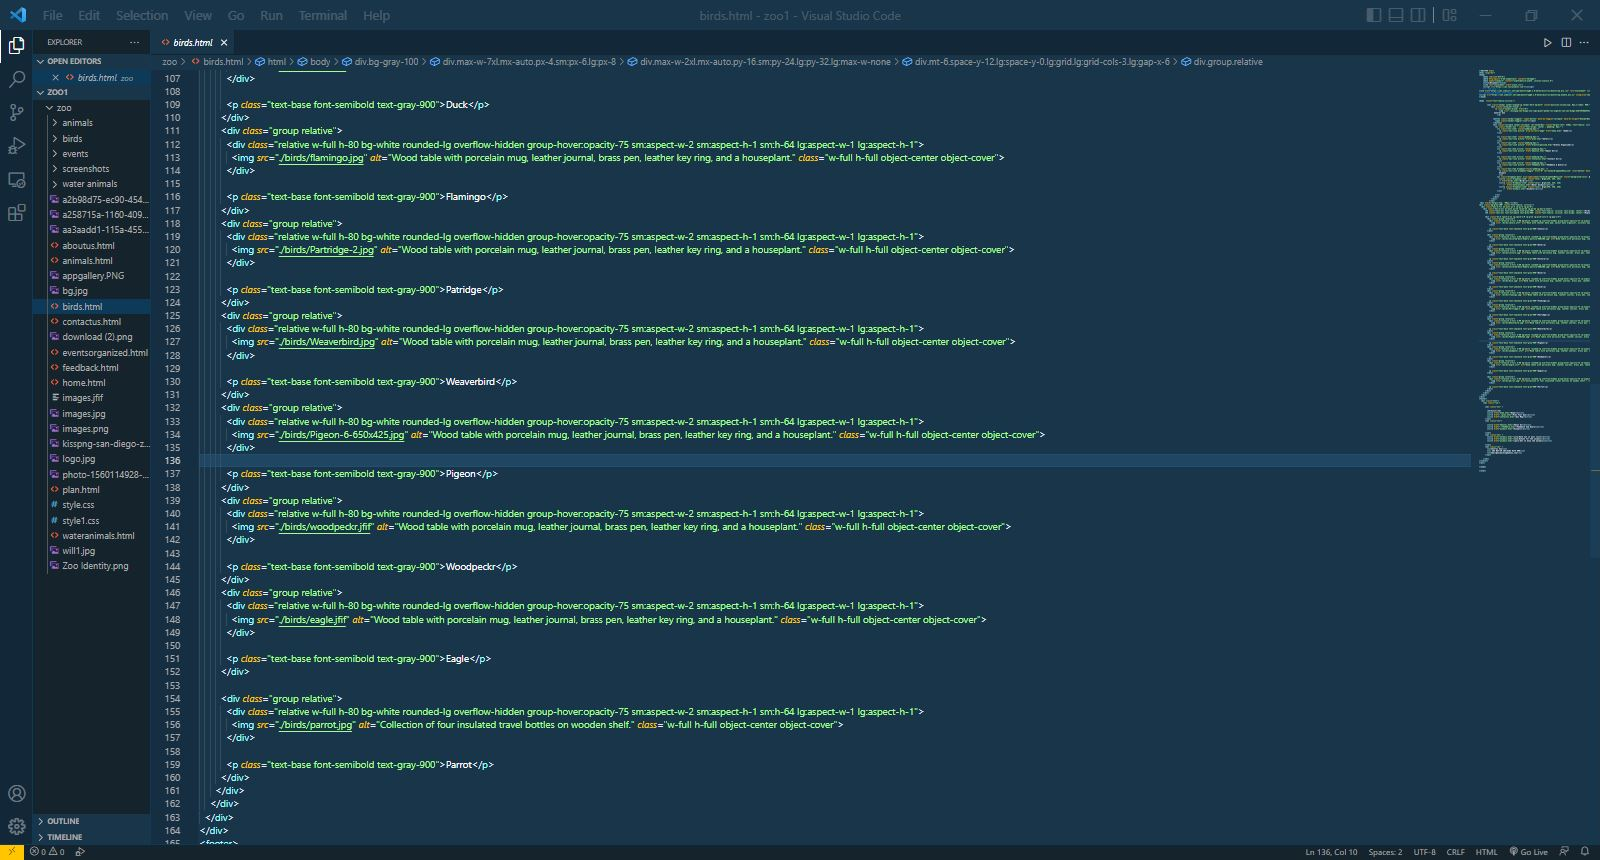 File Edit Selection View Go Run Terminal Help
birds.html - zoo1 - Visual Studio Code
EXPLORER
OPEN EDITORS
birds.html zoo
ZOO1
zoo
animals
birds
events
screenshots
water animals
a2b98d75-ec90-454...
a258715a-1160-409...
aa3aadd1-115a-455...
aboutus.html
animals.html
appgallery.PNG
bg.jpg
birds.html
contactus.html
download (2).png
eventsorganized.html
feedback.html
home.html
images.jfif
images.jpg
images.png
kisspng-san-diego-z...
logo.jpg
photo-1560114928-...
plan.html
style.css
style1.css
wateranimals.html
will1.jpg
Zoo Identity.png
OUTLINE
TIMELINE
birds.html
zoo > birds.html > html > body > div.bg-gray-100 > div.max-w-7xl.mx-auto.px-4.sm:px-6.lg:px-8 > div.max-w-2xl.mx-auto.py-16.sm:py-24.lg:py-32.lg:max-w-none > div.mt-6.space-y-12.lg:space-y-0.lg:grid.lg:grid-cols-3.lg:gap-x-6 > div.group.relative
107 </div>
108
109 <p class="text-base font-semibold text-gray-900">Duck</p>
110 </div>
111 <div class="group relative">
112 <div class="relative w-full h-80 bg-white rounded-lg overflow-hidden group-hover:opacity-75 sm:aspect-w-2 sm:aspect-h-1 sm:h-64 lg:aspect-w-1 lg:aspect-h-1">
113 <img src="./birds/flamingo.jpg" alt="Wood table with porcelain mug, leather journal, brass pen, leather key ring, and a houseplant." class="w-full h-full object-center object-cover">
114 </div>
115
116 <p class="text-base font-semibold text-gray-900">Flamingo</p>
117 </div>
118 <div class="group relative">
119 <div class="relative w-full h-80 bg-white rounded-lg overflow-hidden group-hover:opacity-75 sm:aspect-w-2 sm:aspect-h-1 sm:h-64 lg:aspect-w-1 lg:aspect-h-1">
120 <img src="./birds/Partridge-2.jpg" alt="Wood table with porcelain mug, leather journal, brass pen, leather key ring, and a houseplant." class="w-full h-full object-center object-cover">
121 </div>
122
123 <p class="text-base font-semibold text-gray-900">Patridge</p>
124 </div>
125 <div class="group relative">
126 <div class="relative w-full h-80 bg-white rounded-lg overflow-hidden group-hover:opacity-75 sm:aspect-w-2 sm:aspect-h-1 sm:h-64 lg:aspect-w-1 lg:aspect-h-1">
127 <img src="./birds/Weaverbird.jpg" alt="Wood table with porcelain mug, leather journal, brass pen, leather key ring, and a houseplant." class="w-full h-full object-center object-cover">
128 </div>
129
130 <p class="text-base font-semibold text-gray-900">Weaverbird</p>
131 </div>
132 <div class="group relative">
133 <div class="relative w-full h-80 bg-white rounded-lg overflow-hidden group-hover:opacity-75 sm:aspect-w-2 sm:aspect-h-1 sm:h-64 lg:aspect-w-1 lg:aspect-h-1">
134 <img src="./birds/Pigeon-6-650x425.jpg" alt="Wood table with porcelain mug, leather journal, brass pen, leather key ring, and a houseplant." class="w-full h-full object-center object-cover">
135 </div>
136
137 <p class="text-base font-semibold text-gray-900">Pigeon</p>
138 </div>
139 <div class="group relative">
140 <div class="relative w-full h-80 bg-white rounded-lg overflow-hidden group-hover:opacity-75 sm:aspect-w-2 sm:aspect-h-1 sm:h-64 lg:aspect-w-1 lg:aspect-h-1">
141 <img src="./birds/woodpeckr.jfif" alt="Wood table with porcelain mug, leather journal, brass pen, leather key ring, and a houseplant." class="w-full h-full object-center object-cover">
142 </div>
143
144 <p class="text-base font-semibold text-gray-900">Woodpeckr</p>
145 </div>
146 <div class="group relative">
147 <div class="relative w-full h-80 bg-white rounded-lg overflow-hidden group-hover:opacity-75 sm:aspect-w-2 sm:aspect-h-1 sm:h-64 lg:aspect-w-1 lg:aspect-h-1">
148 <img src="./birds/eagle.jfif" alt="Wood table with porcelain mug, leather journal, brass pen, leather key ring, and a houseplant." class="w-full h-full object-center object-cover">
149 </div>
150
151 <p class="text-base font-semibold text-gray-900">Eagle</p>
152 </div>
153
154 <div class="group relative">
155 <div class="relative w-full h-80 bg-white rounded-lg overflow-hidden group-hover:opacity-75 sm:aspect-w-2 sm:aspect-h-1 sm:h-64 lg:aspect-w-1 lg:aspect-h-1">
156 <img src="./birds/parrot.jpg" alt="Collection of four insulated travel bottles on wooden shelf." class="w-full h-full object-center object-cover">
157 </div>
158
159 <p class="text-base font-semibold text-gray-900">Parrot</p>
160 </div>
161 </div>
162 </div>
163 </div>
164 </div>
165 <footer>
0 0
Ln 136, Col 10 Spaces: 2 UTF-8 CRLF HTML Go Live